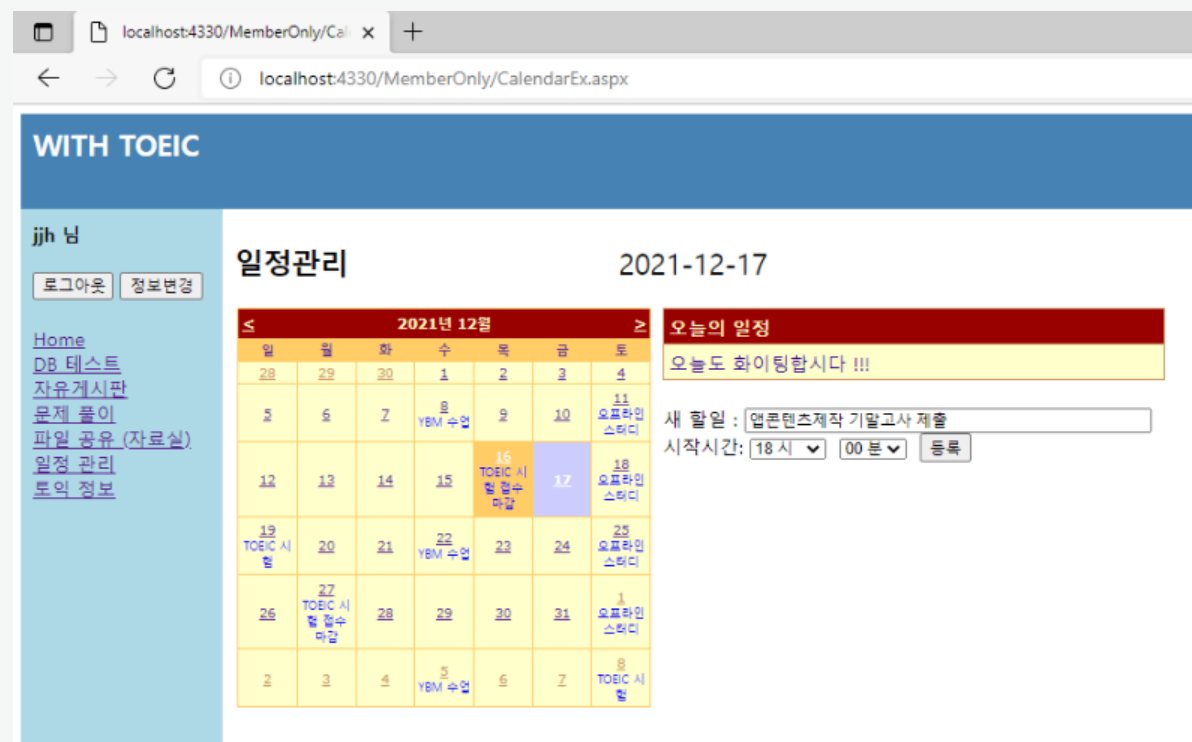 localhost:4330/MemberOnly/Cal
localhost:4330/MemberOnly/CalendarEx.aspx
WITH TOEIC
jjh 님
로그아웃 정보변경
Home
DB 테스트
자유게시판
문제 풀이
파일 공유 (자료실)
일정 관리
토익 정보
일정관리 2021-12-17
< 2021년 12월 >
일 월 화 수 목 금 토
28 29 30 1 2 3 4
5 6 7 8 YBM 수업 9 10 11 오프라인 스터디
12 13 14 15 16 TOEIC 시험 접수 마감 17 18 오프라인 스터디
19 TOEIC 시험 20 21 22 YBM 수업 23 24 25 오프라인 스터디
26 27 TOEIC 시험 접수 마감 28 29 30 31 1 오프라인 스터디
2 3 4 5 YBM 수업 6 7 8 TOEIC 시험
오늘의 일정
오늘도 화이팅합시다 !!!
새 할일 : 앱콘텐츠제작 기말고사 제출
시작시간: 18 시 00 분 등록